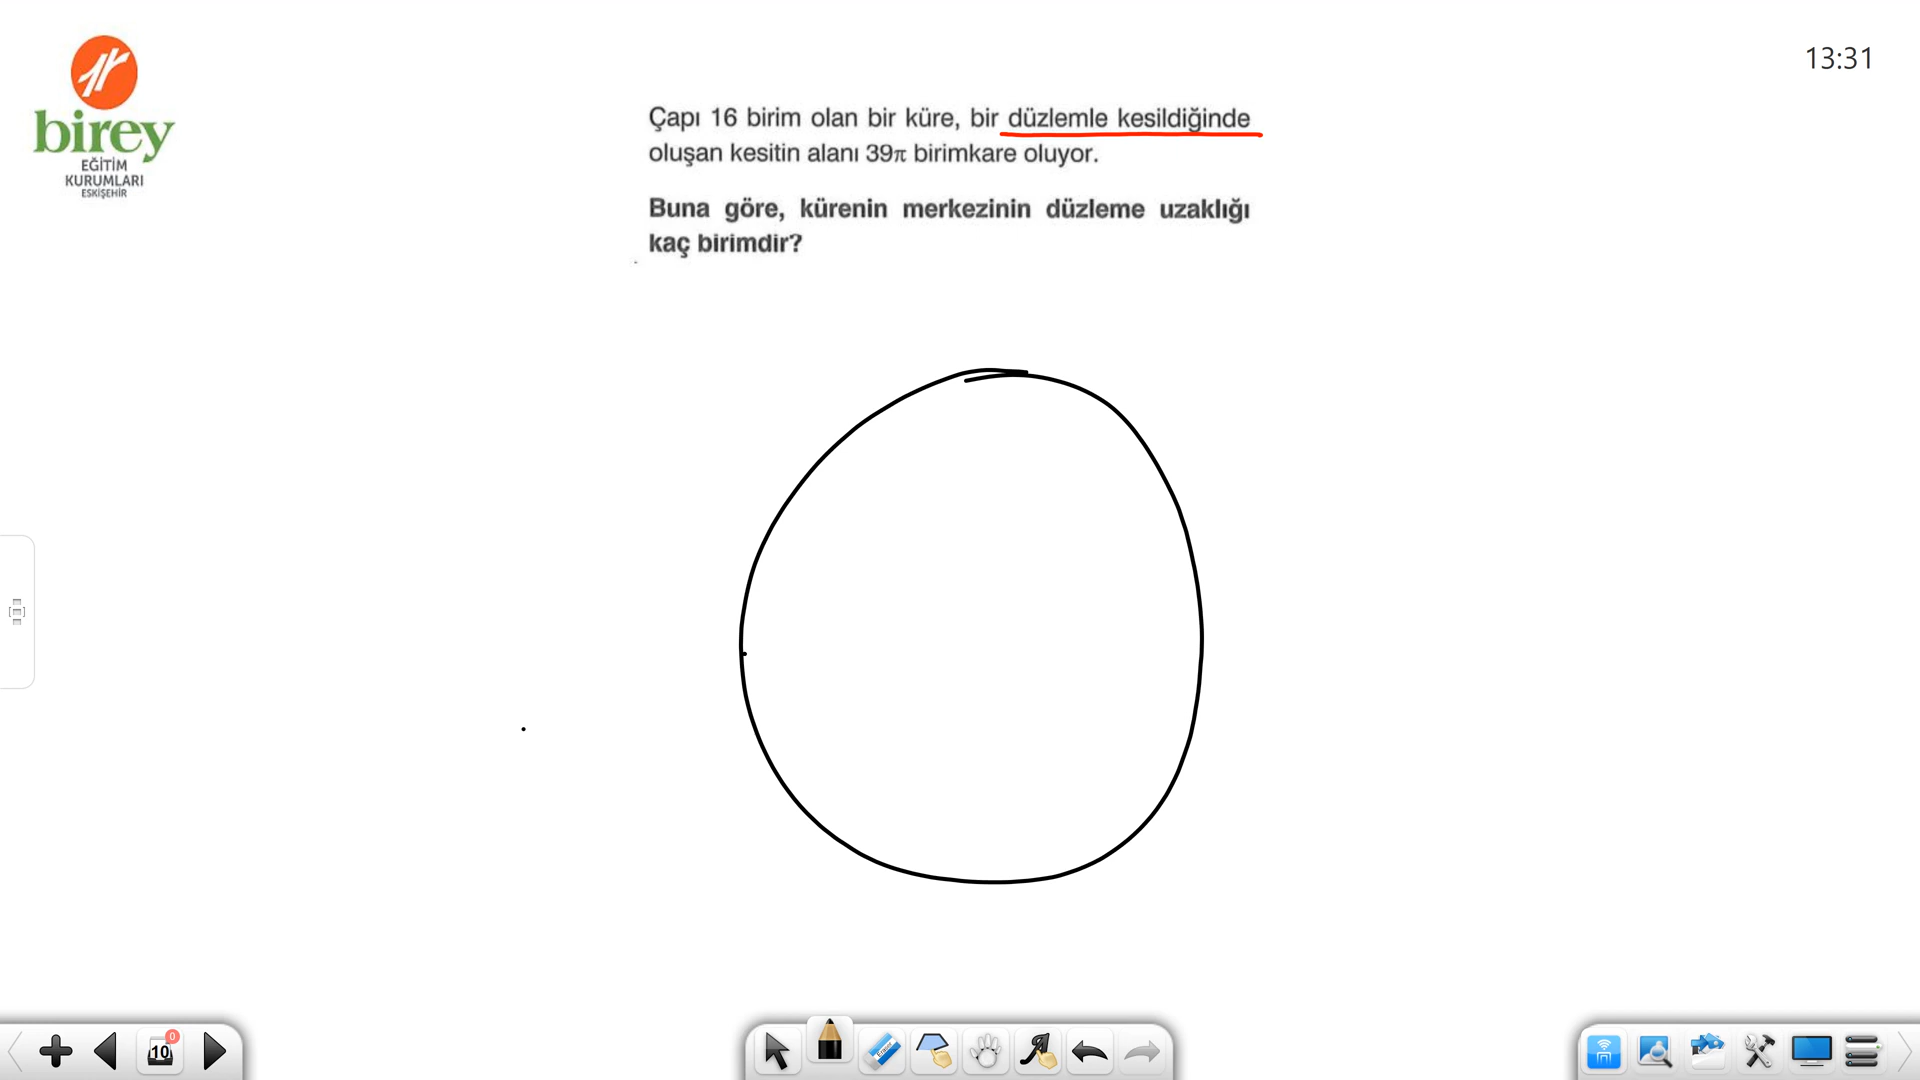 birey
EĞİTİM
KURUMLARI
ESKİŞEHİR
13:31
Çapı 16 birim olan bir küre, bir düzlemle kesildiğinde
oluşan kesitin alanı 39π birimkare oluyor.
Buna göre, kürenin merkezinin düzleme uzaklığı
kaç birimdir?
0
10